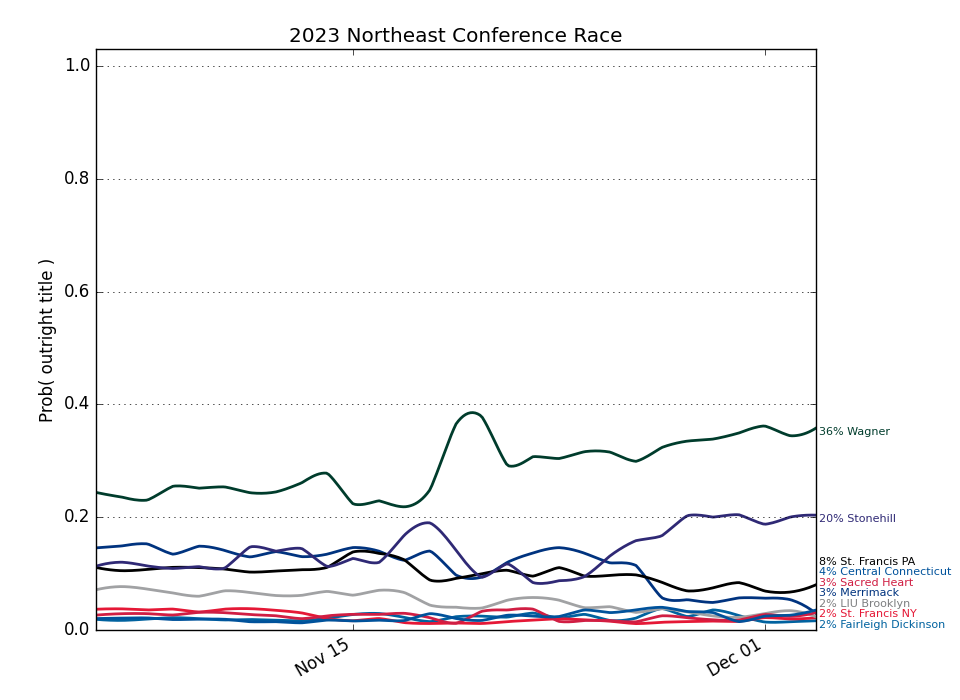 2023 Northeast Conference Race
Prob( outright title )
1.0
0.8
0.6
0.4
0.2
0.0
Nov 15
Dec 01
36% Wagner
20% Stonehill
8% St. Francis PA
4% Central Connecticut
3% Sacred Heart
3% Merrimack
2% LIU Brooklyn
2% St. Francis NY
2% Fairleigh Dickinson